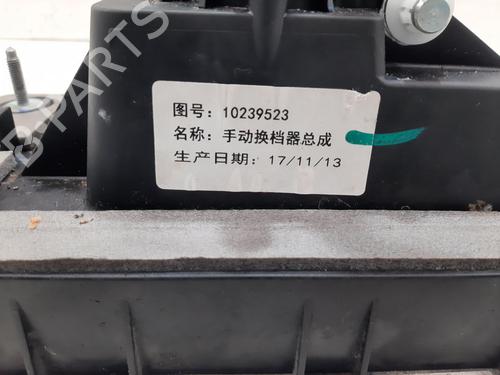 图号: 10239523
名称: 手动换档器总成
生产日期: 17/11/13
B-PARTS